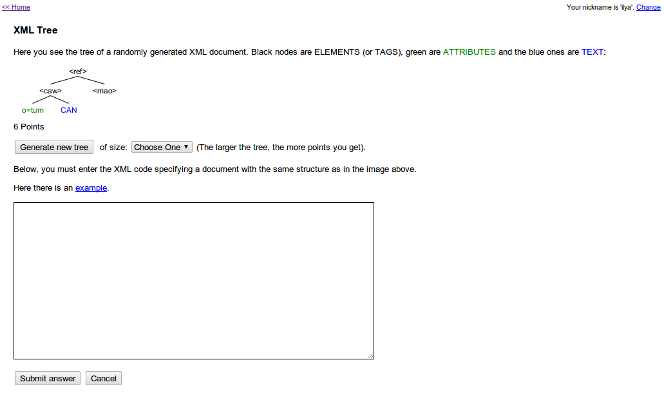 << Home Your nickname is 'ilya'. Change
XML Tree
Here you see the tree of a randomly generated XML document. Black nodes are ELEMENTS (or TAGS), green are ATTRIBUTES and the blue ones are TEXT:
<ref>
<caw> <mao>
o=tum CAN
6 Points
Generate new tree of size: Choose One (The larger the tree, the more points you get).
Below, you must enter the XML code specifying a document with the same structure as in the image above.
Here there is an example.
Submit answer Cancel